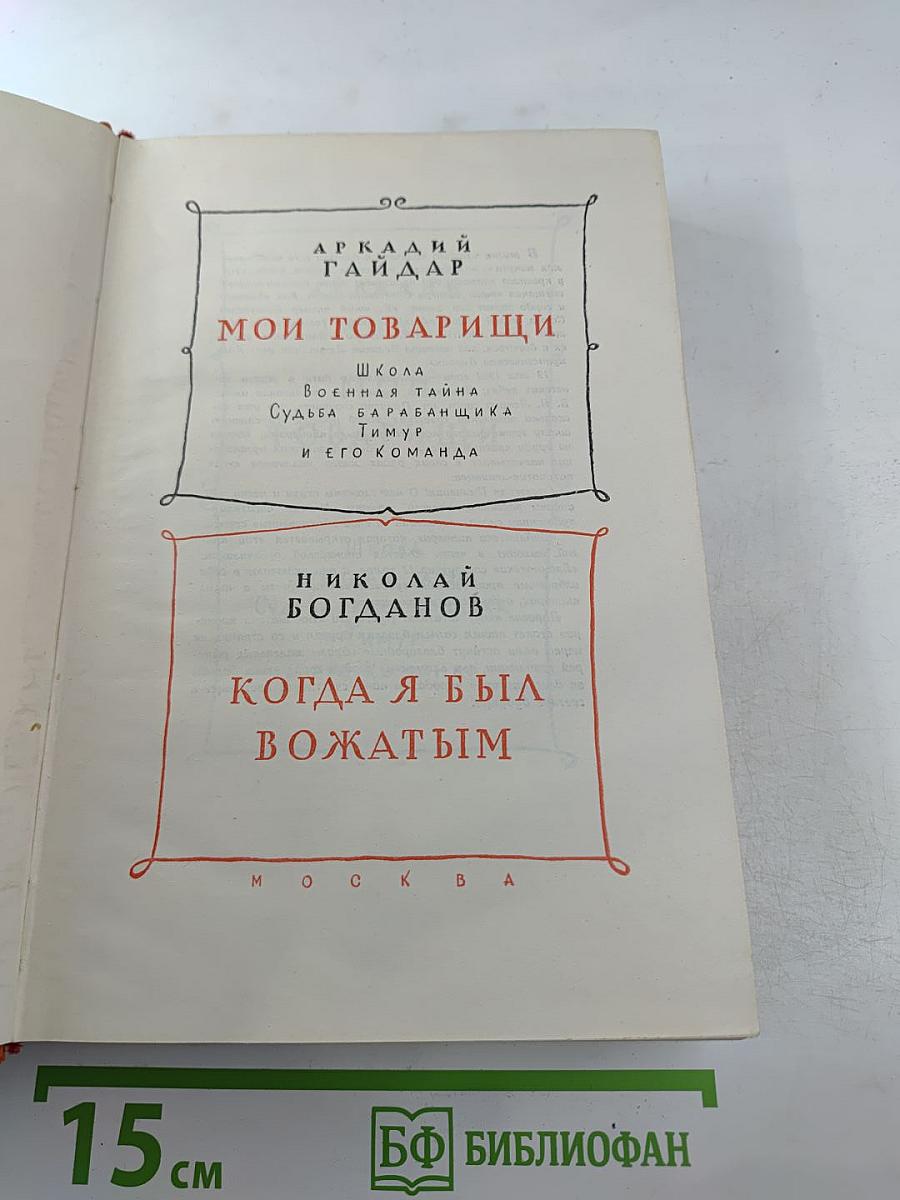 АРКАДИЙ
ГАЙДАР
МОИ ТОВАРИЩИ
ШКОЛА
ВОЕННАЯ ТАЙНА
СУДЬБА БАРАБАНЩИКА
ТИМУР
И ЕГО КОМАНДА
НИКОЛАЙ
БОГДАНОВ
КОГДА Я БЫЛ
ВОЖАТЫМ
МОСКВА
15 см
БФ БИБЛИОФАН